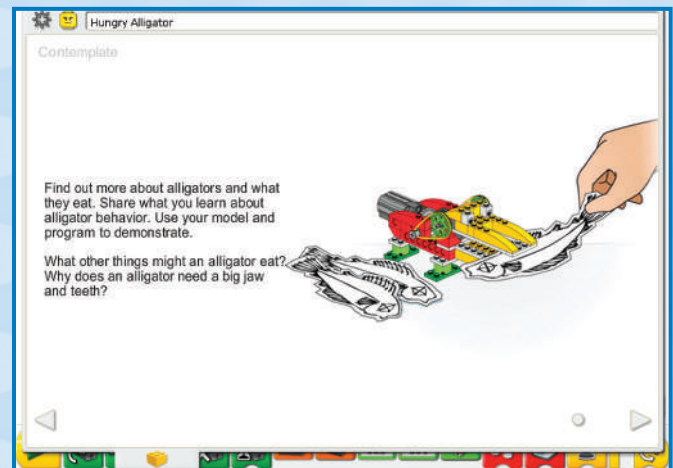 Hungry Alligator
Contemplate
Find out more about alligators and what
they eat. Share what you learn about
alligator behavior. Use your model and
program to demonstrate.
What other things might an alligator eat?
Why does an alligator need a big jaw
and teeth?